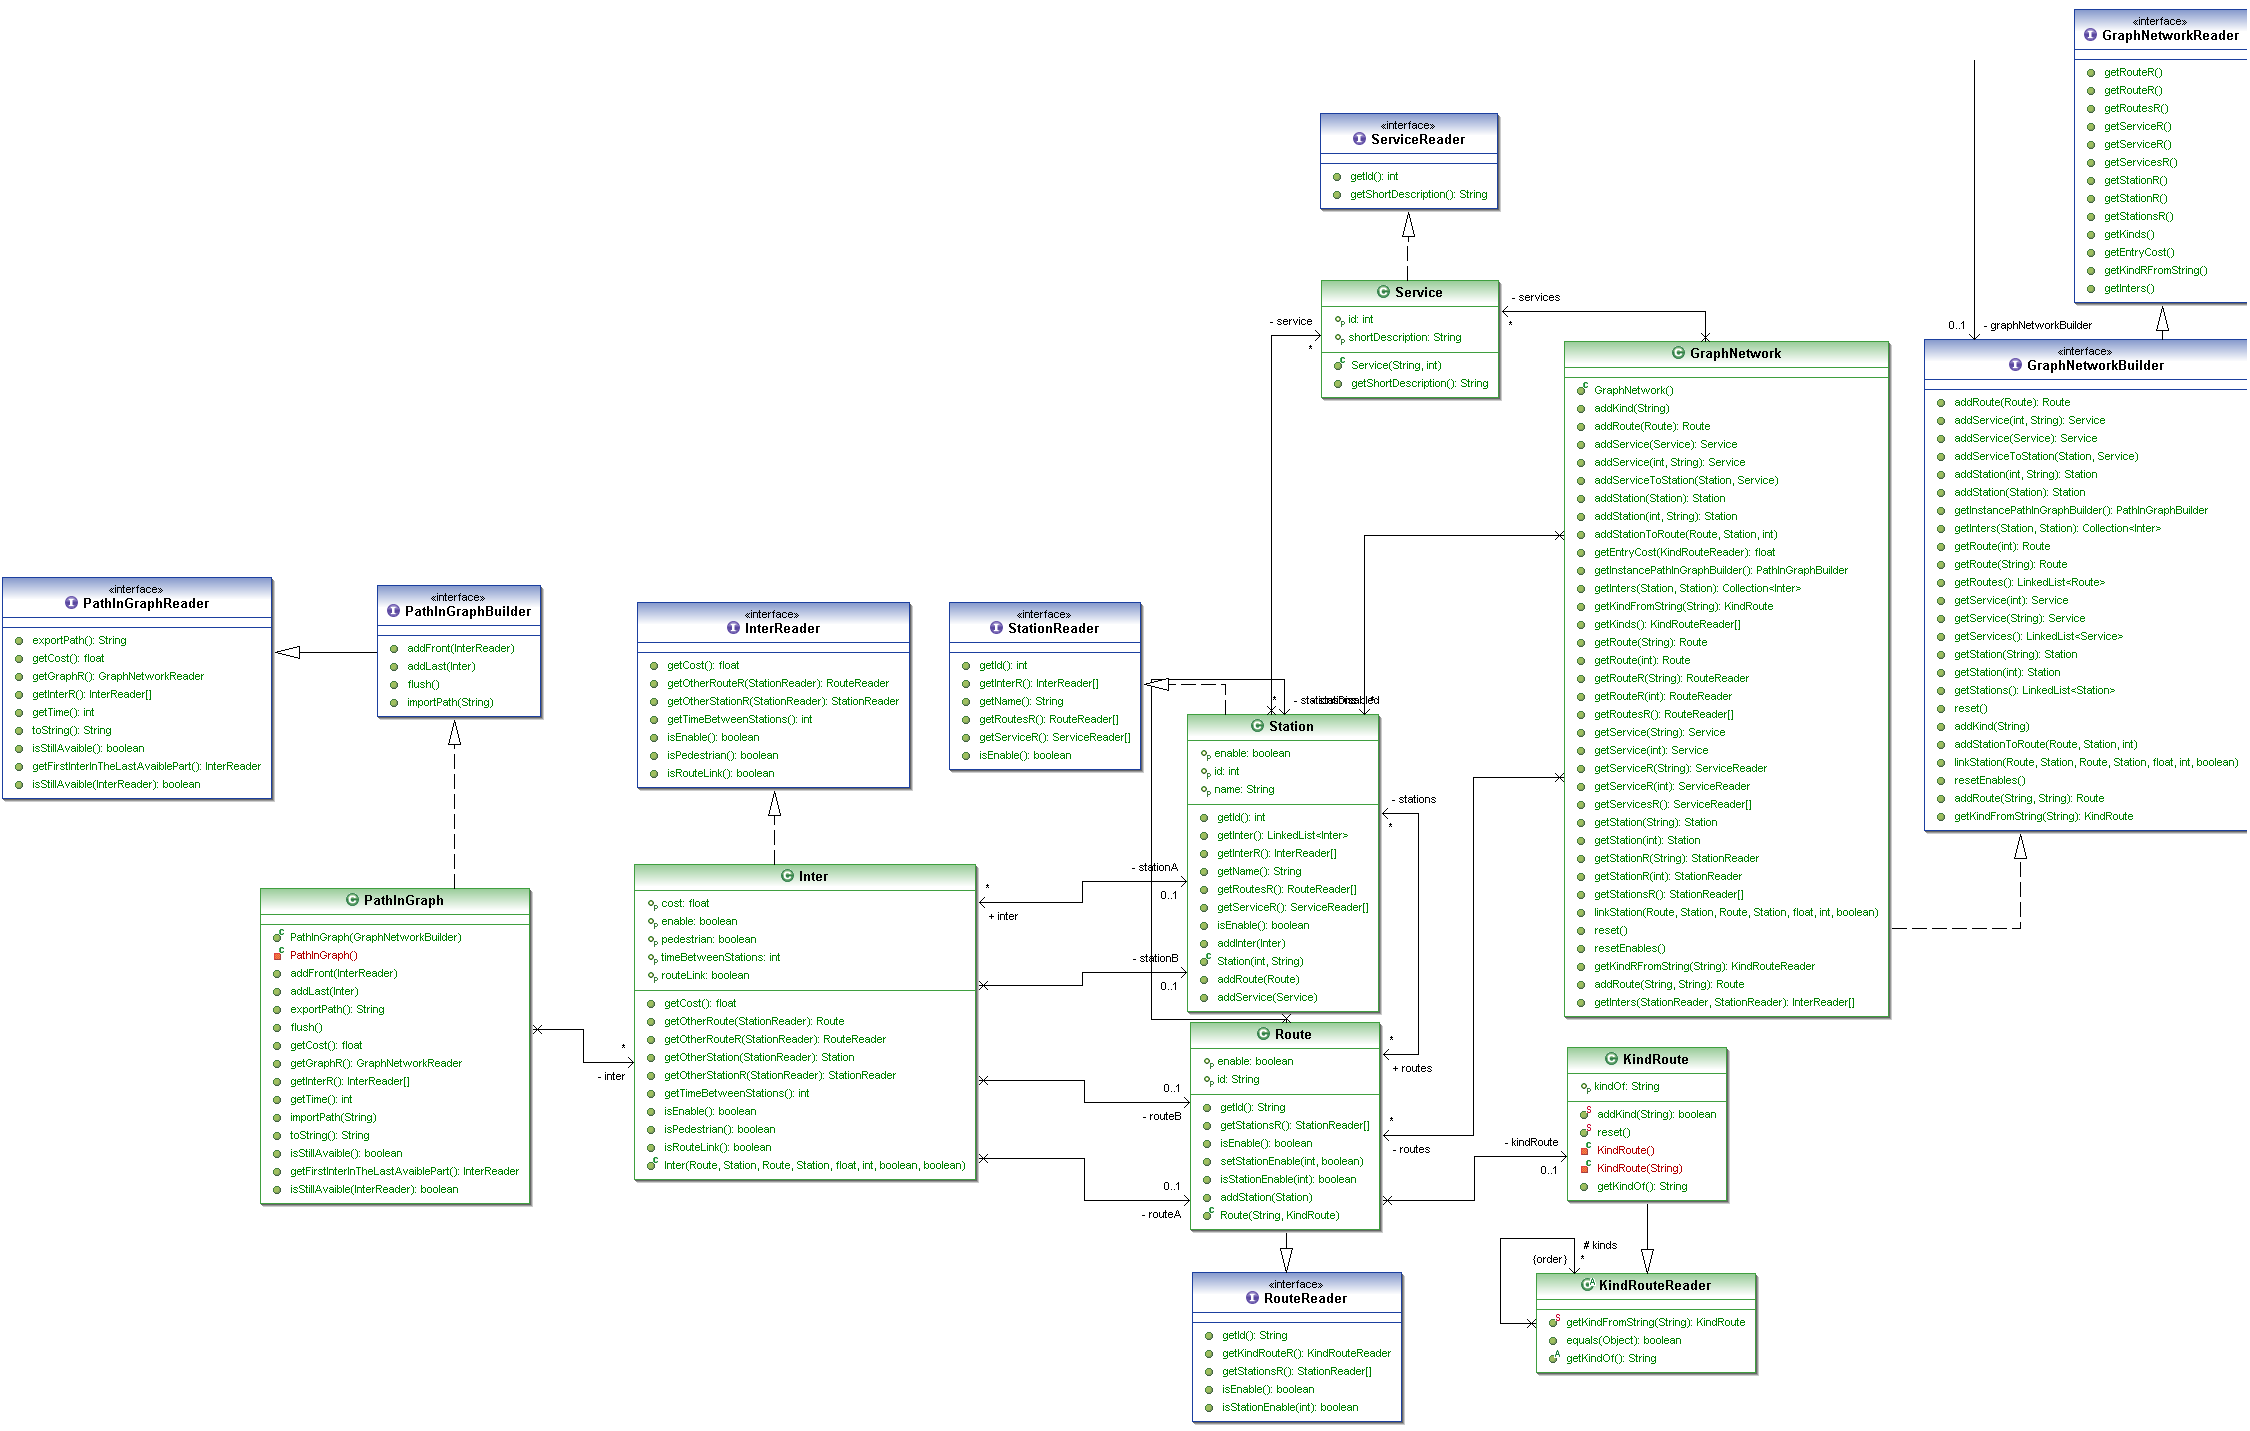 «interface»
GraphNetworkReader
getRouteR()
getRouteR()
getRoutesR()
getServiceR()
getServiceR()
getServicesR()
getStationR()
getStationR()
getStationsR()
getKinds()
getEntryCost()
getKindRFromString()
getInters()
«interface»
ServiceReader
getId(): int
getShortDescription(): String
Service
id: int
shortDescription: String
Service(String, int)
getShortDescription(): String
- services
*
- service
*
0..1
- graphNetworkBuilder
GraphNetwork
GraphNetwork()
addKind(String)
addRoute(Route): Route
addService(Service): Service
addService(int, String): Service
addServiceToStation(Station, Service)
addStation(Station): Station
addStation(int, String): Station
addStationToRoute(Route, Station, int)
getEntryCost(KindRouteReader): float
getInstancePathInGraphBuilder(): PathInGraphBuilder
getInters(Station, Station): Collection<Inter>
getKindFromString(String): KindRoute
getKinds(): KindRouteReader[]
getRoute(String): Route
getRoute(int): Route
getRouteR(String): RouteReader
getRouteR(int): RouteReader
getRoutesR(): RouteReader[]
getService(String): Service
getService(int): Service
getServiceR(String): ServiceReader
getServiceR(int): ServiceReader
getServicesR(): ServiceReader[]
getStation(String): Station
getStation(int): Station
getStationR(String): StationReader
getStationR(int): StationReader
getStationsR(): StationReader[]
linkStation(Route, Station, Route, Station, float, int, boolean)
reset()
resetEnables()
getKindRFromString(String): KindRouteReader
addRoute(String, String): Route
getInters(StationReader, StationReader): InterReader[]
«interface»
GraphNetworkBuilder
addRoute(Route): Route
addService(int, String): Service
addService(Service): Service
addServiceToStation(Station, Service)
addStation(int, String): Station
addStation(Station): Station
getInstancePathInGraphBuilder(): PathInGraphBuilder
getInters(Station, Station): Collection<Inter>
getRoute(int): Route
getRoute(String): Route
getRoutes(): LinkedList<Route>
getService(int): Service
getService(String): Service
getServices(): LinkedList<Service>
getStation(String): Station
getStation(int): Station
getStations(): LinkedList<Station>
reset()
addKind(String)
addStationToRoute(Route, Station, int)
linkStation(Route, Station, Route, Station, float, int, boolean)
resetEnables()
addRoute(String, String): Route
getKindFromString(String): KindRoute
«interface»
PathInGraphReader
exportPath(): String
getCost(): float
getGraphR(): GraphNetworkReader
getInterR(): InterReader[]
getTime(): int
toString(): String
isStillAvaible(): boolean
getFirstInterInTheLastAvaiblePart(): InterReader
isStillAvaible(InterReader): boolean
«interface»
PathInGraphBuilder
addFront(InterReader)
addLast(Inter)
flush()
importPath(String)
«interface»
InterReader
getCost(): float
getOtherRouteR(StationReader): RouteReader
getOtherStationR(StationReader): StationReader
getTimeBetweenStations(): int
isEnable(): boolean
isPedestrian(): boolean
isRouteLink(): boolean
«interface»
StationReader
getId(): int
getInterR(): InterReader[]
getName(): String
getRoutesR(): RouteReader[]
getServiceR(): ServiceReader[]
isEnable(): boolean
*
Station
enable: boolean
id: int
name: String
getId(): int
getInter(): LinkedList<Inter>
getInterR(): InterReader[]
getName(): String
getRoutesR(): RouteReader[]
getServiceR(): ServiceReader[]
isEnable(): boolean
addInter(Inter)
Station(int, String)
addRoute(Route)
addService(Service)
- stations
*
*
+ routes
- stationA
0..1
*
+ inter
- stationB
0..1
PathInGraph
PathInGraph(GraphNetworkBuilder)
PathInGraph()
addFront(InterReader)
addLast(Inter)
exportPath(): String
flush()
getCost(): float
getGraphR(): GraphNetworkReader
getInterR(): InterReader[]
getTime(): int
importPath(String)
toString(): String
isStillAvaible(): boolean
getFirstInterInTheLastAvaiblePart(): InterReader
isStillAvaible(InterReader): boolean
*
- inter
Inter
cost: float
enable: boolean
pedestrian: boolean
timeBetweenStations: int
routeLink: boolean
getCost(): float
getOtherRoute(StationReader): Route
getOtherRouteR(StationReader): RouteReader
getOtherStation(StationReader): Station
getOtherStationR(StationReader): StationReader
getTimeBetweenStations(): int
isEnable(): boolean
isPedestrian(): boolean
isRouteLink(): boolean
Inter(Route, Station, Route, Station, float, int, boolean, boolean)
0..1
- routeB
0..1
- routeA
Route
enable: boolean
id: String
getId(): String
getStationsR(): StationReader[]
isEnable(): boolean
setStationEnable(int, boolean)
isStationEnable(int): boolean
addStation(Station)
Route(String, KindRoute)
*
- routes
- kindRoute
0..1
KindRoute
kindOf: String
addKind(String): boolean
reset()
KindRoute()
KindRoute(String)
getKindOf(): String
# kinds
{order}
*
KindRouteReader
getKindFromString(String): KindRoute
equals(Object): boolean
getKindOf(): String
«interface»
RouteReader
getId(): String
getKindRouteR(): KindRouteReader
getStationsR(): StationReader[]
isEnable(): boolean
isStationEnable(int): boolean